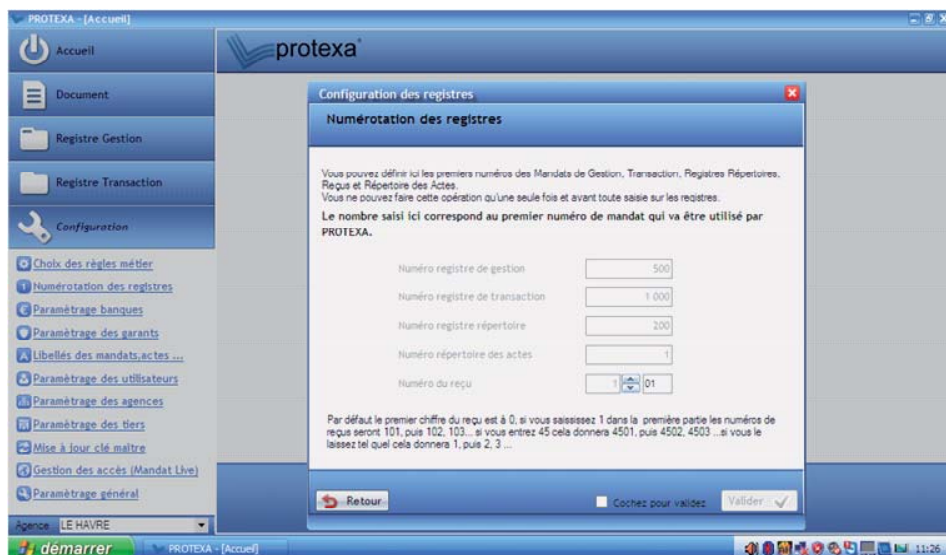 PROTEXA - [Accueil]
Accueil
Document
Registre Gestion
Registre Transaction
Configuration
Choix des règles métier
Numérotation des registres
Paramètrage banques
Paramètrage des garants
Libellés des mandats,actes ...
Paramètrage des utilisateurs
Paramètrage des agences
Paramètrage des tiers
Mise à jour clé maître
Gestion des accès (Mandat Live)
Paramètrage général
Agence LE HAVRE
protexa
Configuration des registres
Numérotation des registres
Vous pouvez définir ici les premiers numéros des Mandats de Gestion, Transaction, Registres Répertoires,
Reçus et Répertoire des Actes.
Vous ne pouvez faire cette opération qu'une seule fois et avant toute saisie sur les registres.
Le nombre saisi ici correspond au premier numéro de mandat qui va être utilisé par
PROTEXA.
Numéro registre de gestion 500
Numéro registre de transaction 1 000
Numéro registre répertoire 200
Numéro répertoire des actes 1
Numéro du reçu 1 01
Par défaut le premier chiffre du reçu est à 0, si vous saississez 1 dans la première partie les numéros de
reçus seront 101, puis 102, 103... si vous entrez 45 cela donnera 4501, puis 4502, 4503 ...si vous le
laissez tel quel cela donnera 1, puis 2, 3 ...
Retour
Cochez pour validez
Valider
démarrer
PROTEXA - [Accueil]
11:26